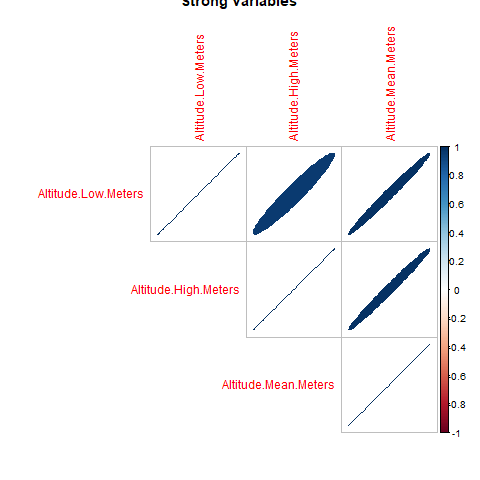 Strong Variables
Altitude.Low.Meters
Altitude.High.Meters
Altitude.Mean.Meters
Altitude.Low.Meters
Altitude.High.Meters
Altitude.Mean.Meters
1
0.8
0.6
0.4
0.2
0
-0.2
-0.4
-0.6
-0.8
-1